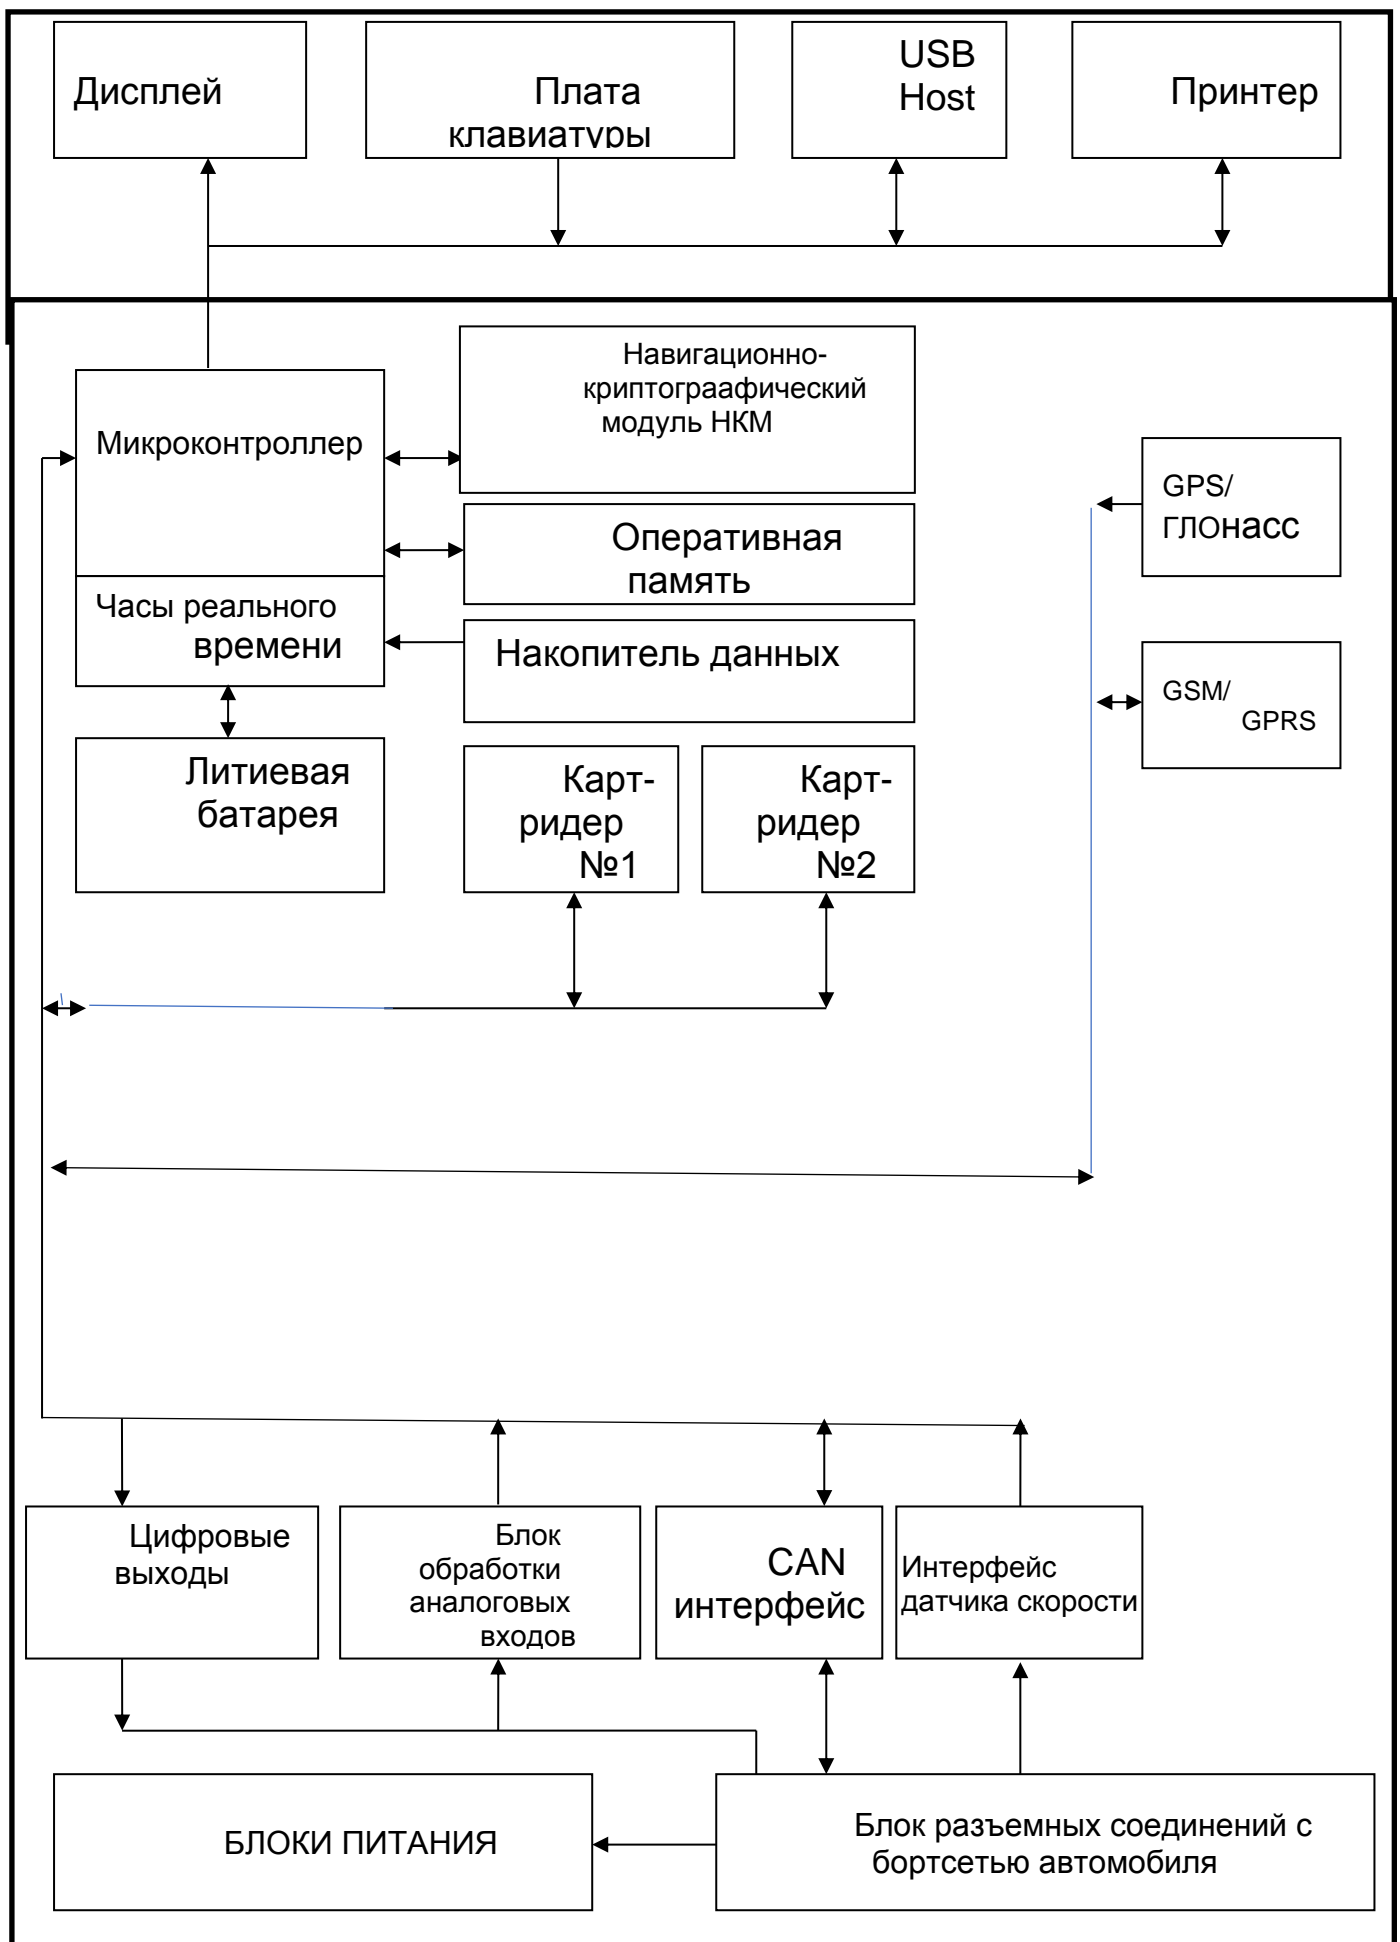 Дисплей
Плата
клавиатуры
USB
Host
Принтер
Навигационно-
криптограафический
модуль НКМ
Микроконтроллер
GPS/
ГЛОнасс
Оперативная
память
Часы реального
времени
Накопитель данных
GSM/
GPRS
Литиевая
батарея
Карт-
ридер
№1
Карт-
ридер
№2
Цифровые
выходы
Блок
обработки
аналоговых
входов
CAN
интерфейс
Интерфейс
датчика скорости
БЛОКИ ПИТАНИЯ
Блок разъемных соединений с
бортсетью автомобиля